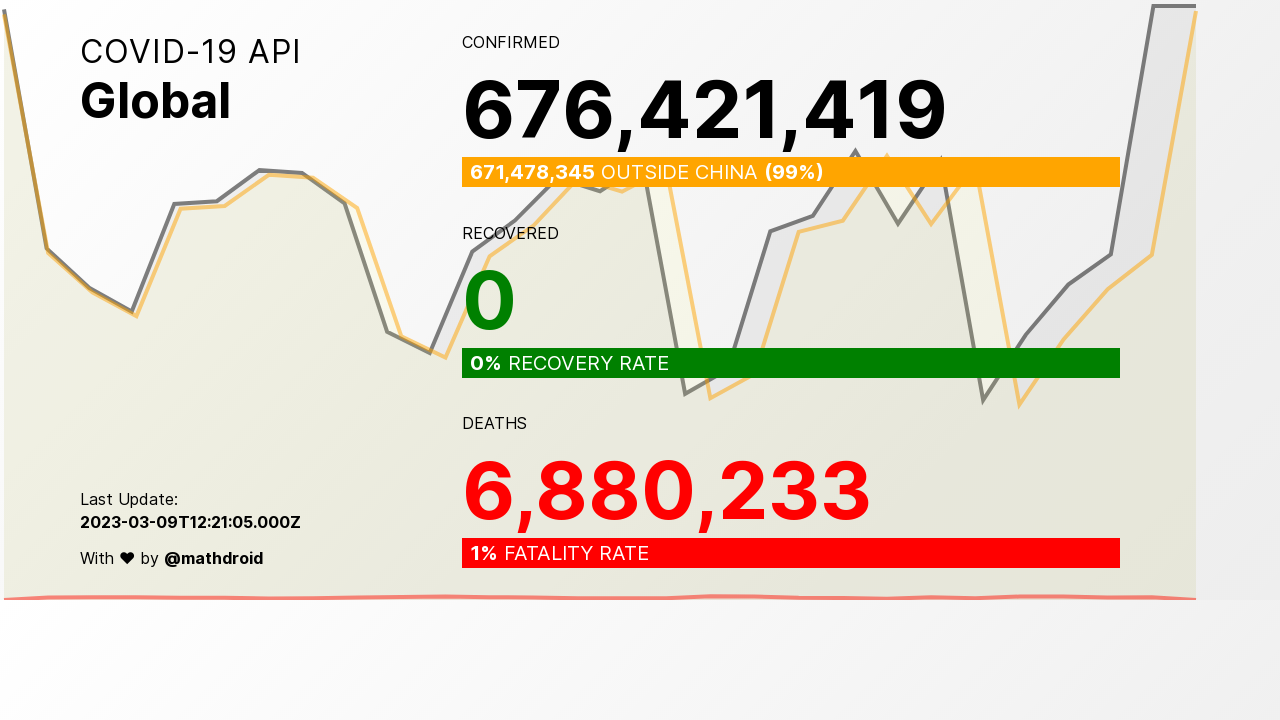 COVID-19 API
Global
CONFIRMED
676,421,419
671,478,345 OUTSIDE CHINA (99%)
RECOVERED
0
0% RECOVERY RATE
DEATHS
6,880,233
1% FATALITY RATE
Last Update:
2023-03-09T12:21:05.000Z
With ♥ by @mathdroid